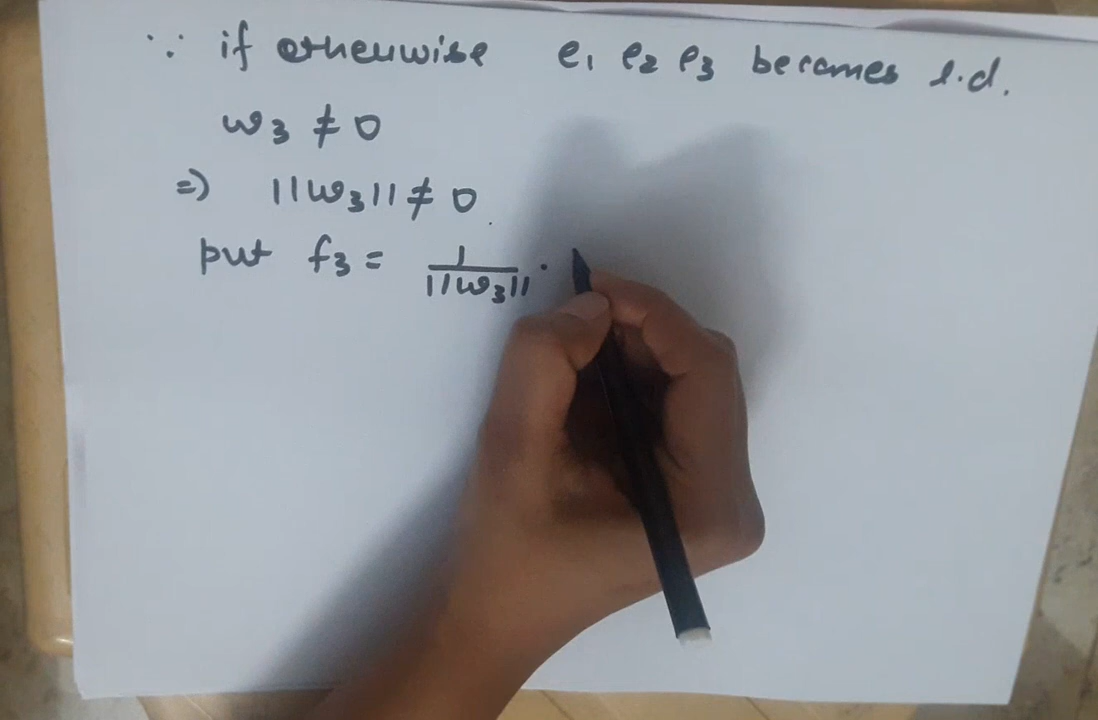 ∵ if otherwise e₁ e₂ e₃ becomes l.d.
w₃ ≠ 0
⇒ ||w₃|| ≠ 0.
put f₃ = 1/||w₃|| ·